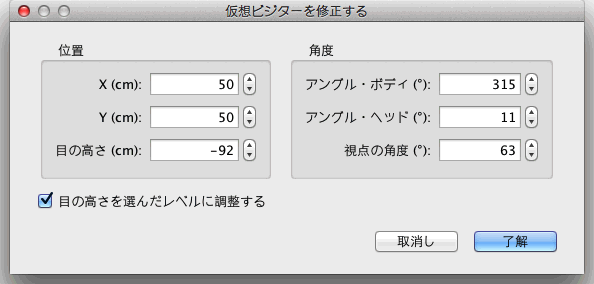 仮想ビジターを修正する
位置
X (cm): 50
Y (cm): 50
目の高さ (cm): -92
角度
アングル・ボディ (°): 315
アングル・ヘッド (°): 11
視点の角度 (°): 63
目の高さを選んだレベルに調整する
取消し
了解